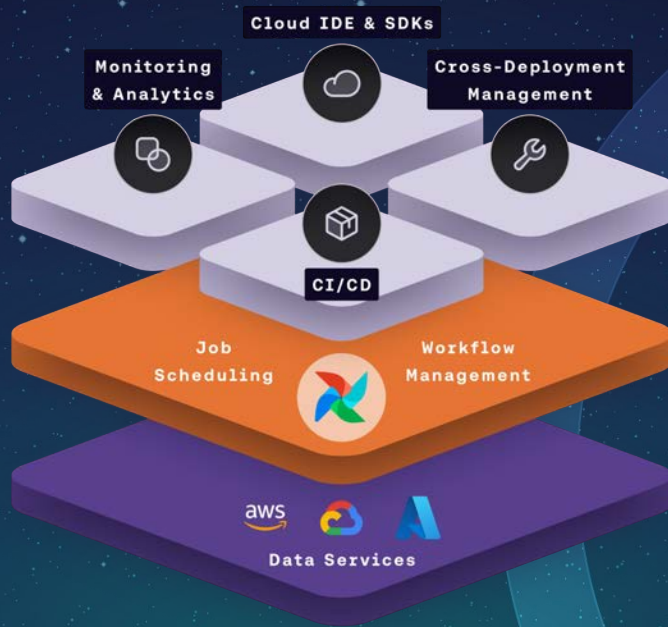 Cloud IDE & SDKs
Monitoring
& Analytics
Cross-Deployment
Management
CI/CD
Job
Scheduling
Workflow
Management
aws
Data Services